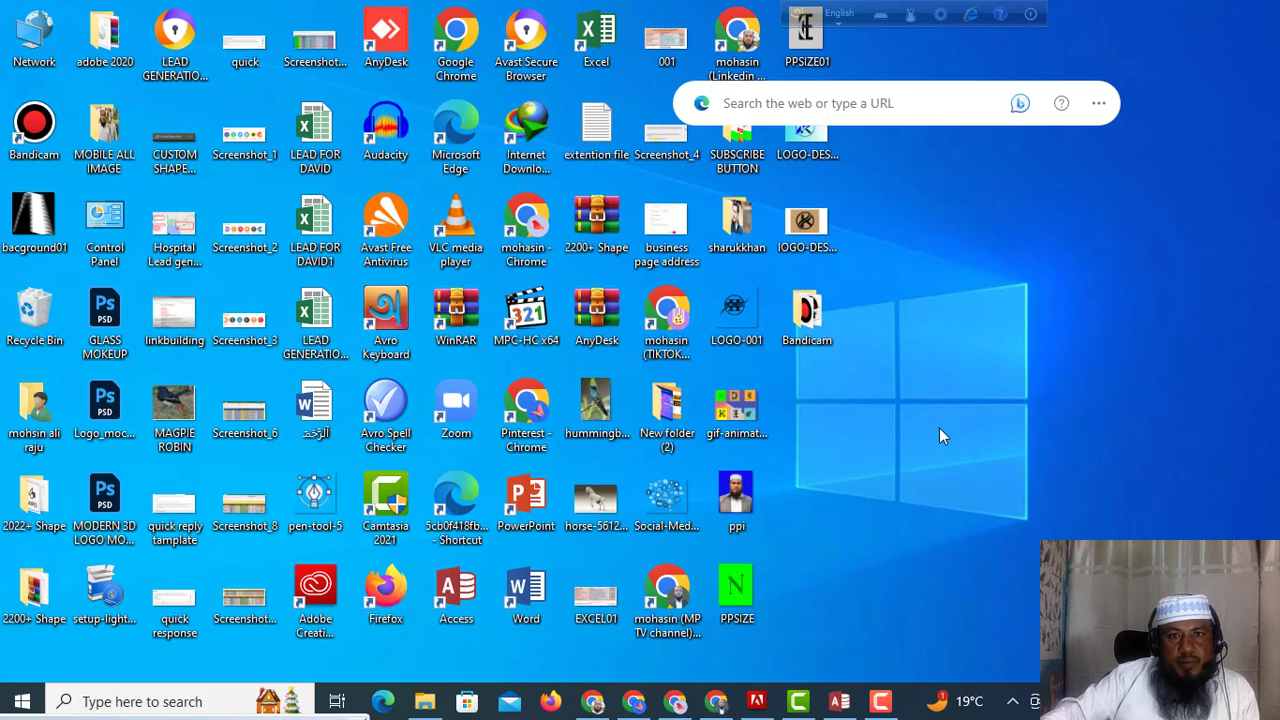 English
Search the web or type a URL
Network
adobe 2020
LEAD GENERATIO...
quick
Screenshot...
AnyDesk
Google Chrome
Avast Secure Browser
Excel
001
mohasin (Linkedin ...
PPSIZE01
Bandicam
MOBILE ALL IMAGE
CUSTOM SHAPE...
Screenshot_1
LEAD FOR DAVID
Audacity
Microsoft Edge
Internet Downlo...
extention file
Screenshot_4
SUBSCRIBE BUTTON
LOGO-DES...
bacground01
Control Panel
Hospital Lead gen...
Screenshot_2
LEAD FOR DAVID1
Avast Free Antivirus
VLC media player
mohasin - Chrome
2200+ Shape
business page address
sharukkhan
lOGO-DES...
Recycle Bin
GLASS MOKEUP
linkbuilding
Screenshot_3
LEAD GENERATIO...
Avro Keyboard
WinRAR
MPC-HC x64
AnyDesk
mohasin (TIKTOK...
LOGO-001
Bandicam
mohsin ali raju
Logo_moc...
MAGPIE ROBIN
Screenshot_6
Avro Spell Checker
Zoom
Pinterest - Chrome
hummingb...
New folder (2)
gif-animat...
2022+ Shape
MODERN 3D LOGO MO...
quick reply tamplate
Screenshot_8
pen-tool-5
Camtasia 2021
5cb0f418fb... - Shortcut
PowerPoint
horse-5612...
Social-Med...
ppi
2200+ Shape
setup-light...
quick response
Screenshot...
Adobe Creati...
Firefox
Access
Word
EXCEL01
mohasin (MP TV channel)...
PPSIZE
Type here to search
19°C